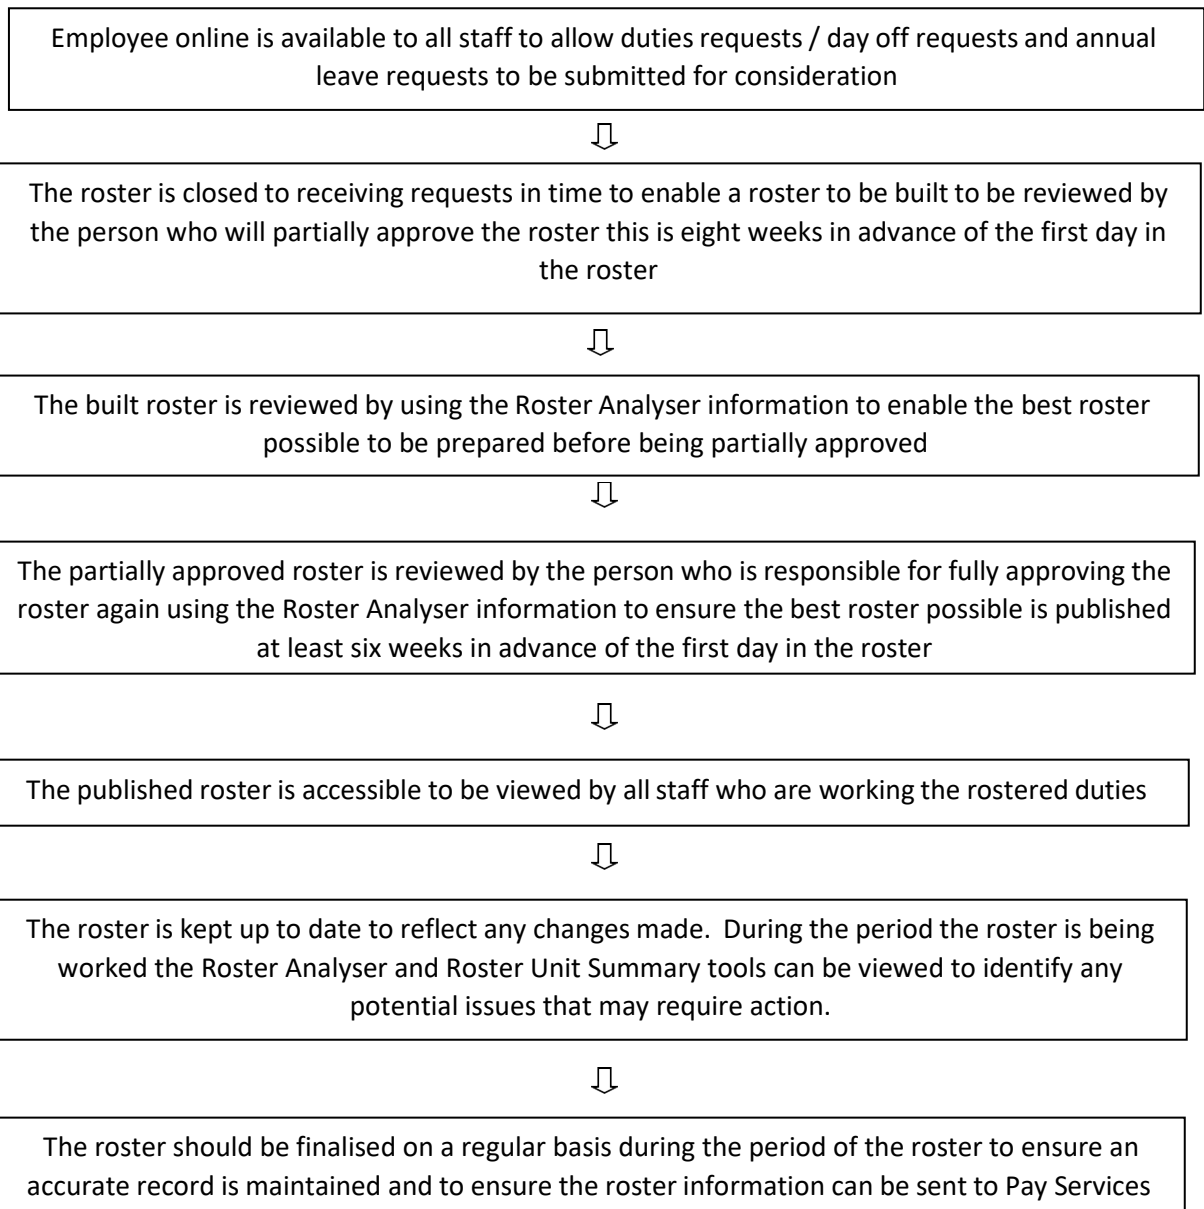 Employee online is available to all staff to allow duties requests / day off requests and annual
leave requests to be submitted for consideration
The roster is closed to receiving requests in time to enable a roster to be built to be reviewed by
the person who will partially approve the roster this is eight weeks in advance of the first day in
the roster
The built roster is reviewed by using the Roster Analyser information to enable the best roster
possible to be prepared before being partially approved
The partially approved roster is reviewed by the person who is responsible for fully approving the
roster again using the Roster Analyser information to ensure the best roster possible is published
at least six weeks in advance of the first day in the roster
The published roster is accessible to be viewed by all staff who are working the rostered duties
The roster is kept up to date to reflect any changes made.  During the period the roster is being
worked the Roster Analyser and Roster Unit Summary tools can be viewed to identify any
potential issues that may require action.
The roster should be finalised on a regular basis during the period of the roster to ensure an
accurate record is maintained and to ensure the roster information can be sent to Pay Services